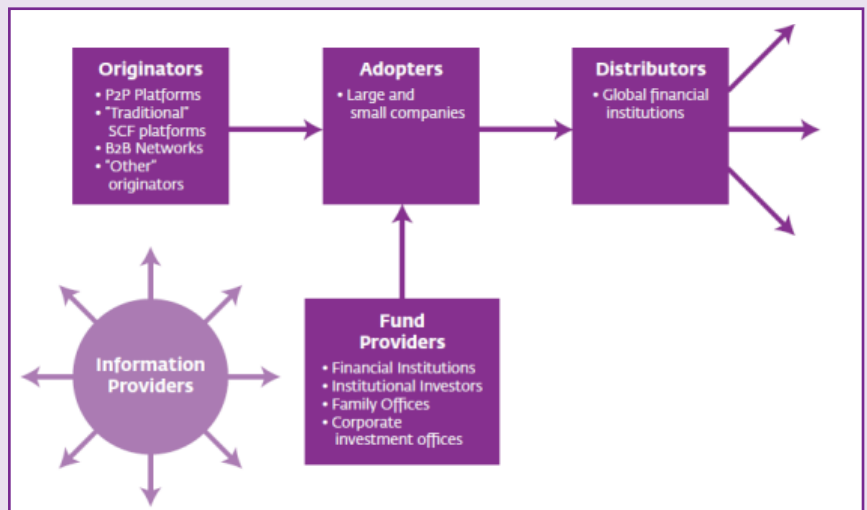 Originators
• P2P Platforms
• "Traditional"
SCF platforms
• B2B Networks
• "Other"
originators
Adopters
• Large and
small companies
Distributors
• Global financial
institutions
Information
Providers
Fund
Providers
• Financial Institutions
• Institutional Investors
• Family Offices
• Corporate
investment offices